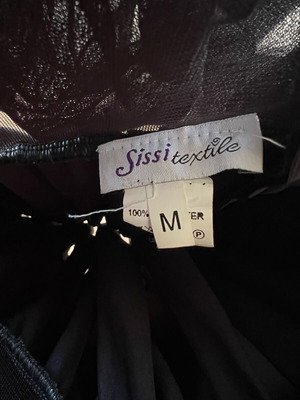 Sissi textile
100% TER
M
P